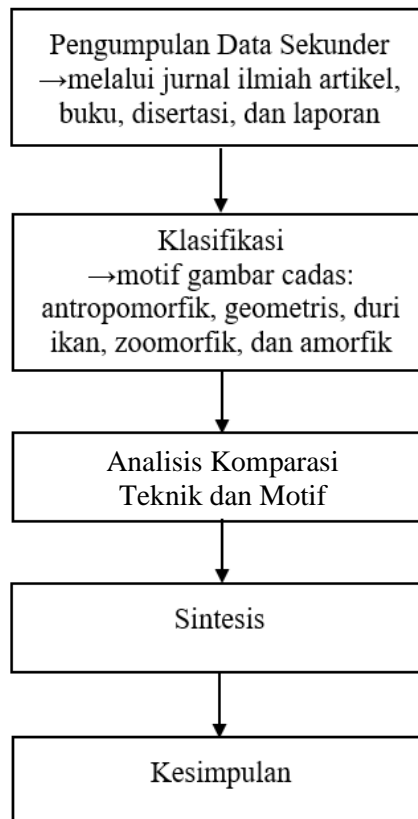 Pengumpulan Data Sekunder
→melalui jurnal ilmiah artikel,
buku, disertasi, dan laporan
Klasifikasi
→motif gambar cadas:
antropomorfik, geometris, duri
ikan, zoomorfik, dan amorfik
Analisis Komparasi
Teknik dan Motif
Sintesis
Kesimpulan